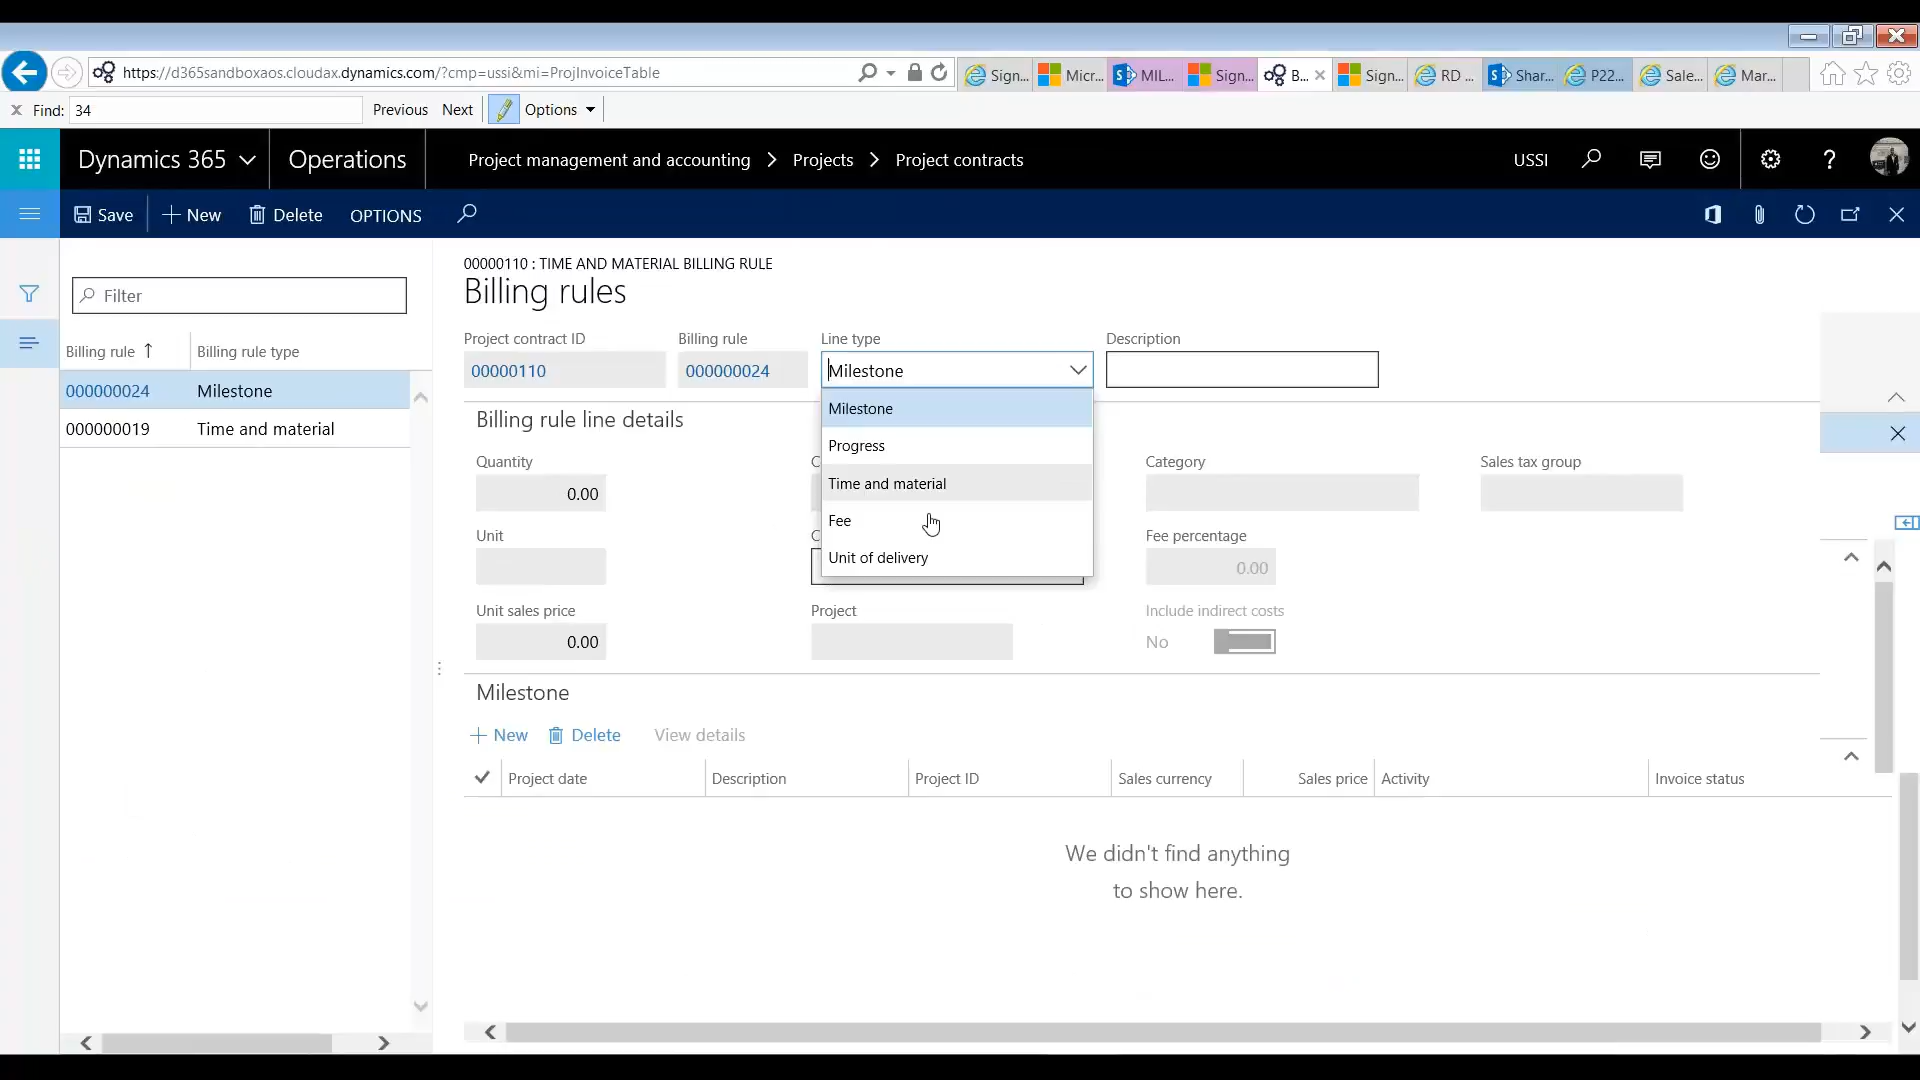 https://d365sandboxaos.cloudax.dynamics.com/?cmp=ussi&mi=ProjInvoiceTable
Sign...
Micr...
MIL...
Sign...
B...
Sign...
RD ...
Shar...
P22...
Sale...
Mar...
Find: 34
Previous
Next
Options
Dynamics 365
Operations
Project management and accounting
Projects
Project contracts
USSI
Save
New
Delete
OPTIONS
Filter
Billing rule
Billing rule type
000000024
Milestone
000000019
Time and material
00000110 : TIME AND MATERIAL BILLING RULE
Billing rules
Project contract ID
Billing rule
Line type
Description
00000110
000000024
Milestone
Milestone
Progress
Time and material
Fee
Unit of delivery
Billing rule line details
Quantity
C
Category
Sales tax group
0.00
Unit
C
Fee percentage
0.00
Unit sales price
Project
Include indirect costs
0.00
No
Milestone
New
Delete
View details
Project date
Description
Project ID
Sales currency
Sales price
Activity
Invoice status
We didn't find anything
to show here.